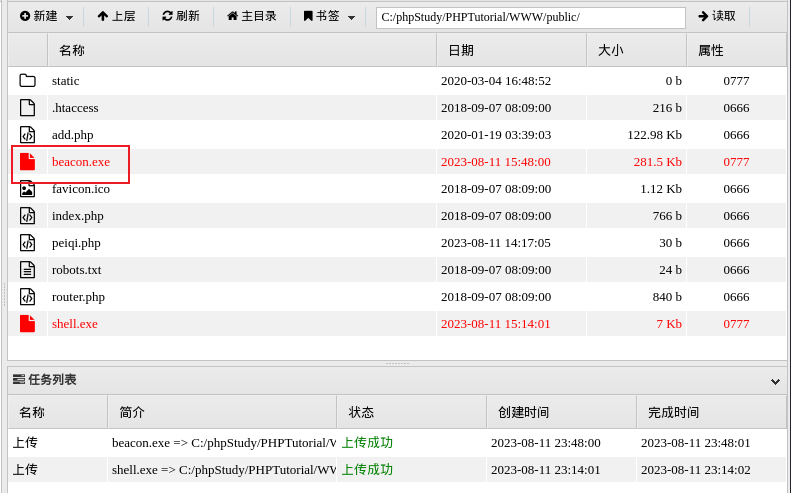 新建 上层 刷新 主目录 书签 C:/phpStudy/PHPTutorial/WWW/public/ 读取
名称 日期 大小 属性
static 2020-03-04 16:48:52 0 b 0777
.htaccess 2018-09-07 08:09:00 216 b 0666
add.php 2020-01-19 03:39:03 122.98 Kb 0666
beacon.exe 2023-08-11 15:48:00 281.5 Kb 0777
favicon.ico 2018-09-07 08:09:00 1.12 Kb 0666
index.php 2018-09-07 08:09:00 766 b 0666
peiqi.php 2023-08-11 14:17:05 30 b 0666
robots.txt 2018-09-07 08:09:00 24 b 0666
router.php 2018-09-07 08:09:00 840 b 0666
shell.exe 2023-08-11 15:14:01 7 Kb 0777
任务列表
名称 简介 状态 创建时间 完成时间
上传 beacon.exe => C:/phpStudy/PHPTutorial/W 上传成功 2023-08-11 23:48:00 2023-08-11 23:48:01
上传 shell.exe => C:/phpStudy/PHPTutorial/WW 上传成功 2023-08-11 23:14:01 2023-08-11 23:14:02